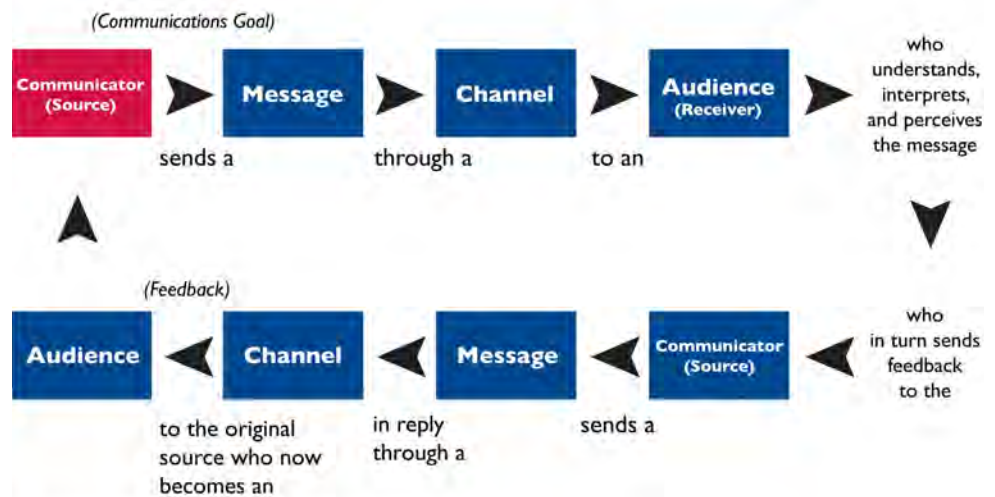 (Communications Goal)
Communicator
(Source)
sends a
Message
through a
Channel
to an
Audience
(Receiver)
who
understands,
interprets,
and perceives
the message
who
in turn sends
feedback
to the
Communicator
(Source)
sends a
Message
in reply
through a
Channel
(Feedback)
to the original
source who now
becomes an
Audience